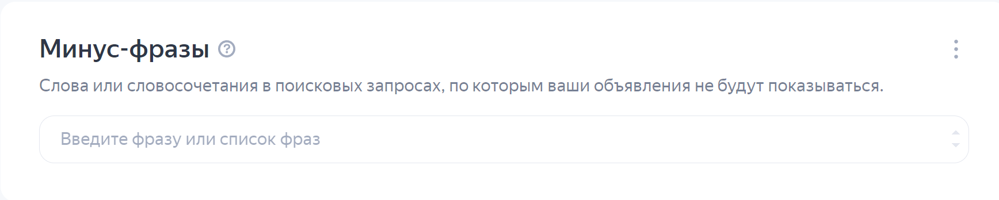 Минус-фразы
Слова или словосочетания в поисковых запросах, по которым ваши объявления не будут показываться.
Введите фразу или список фраз